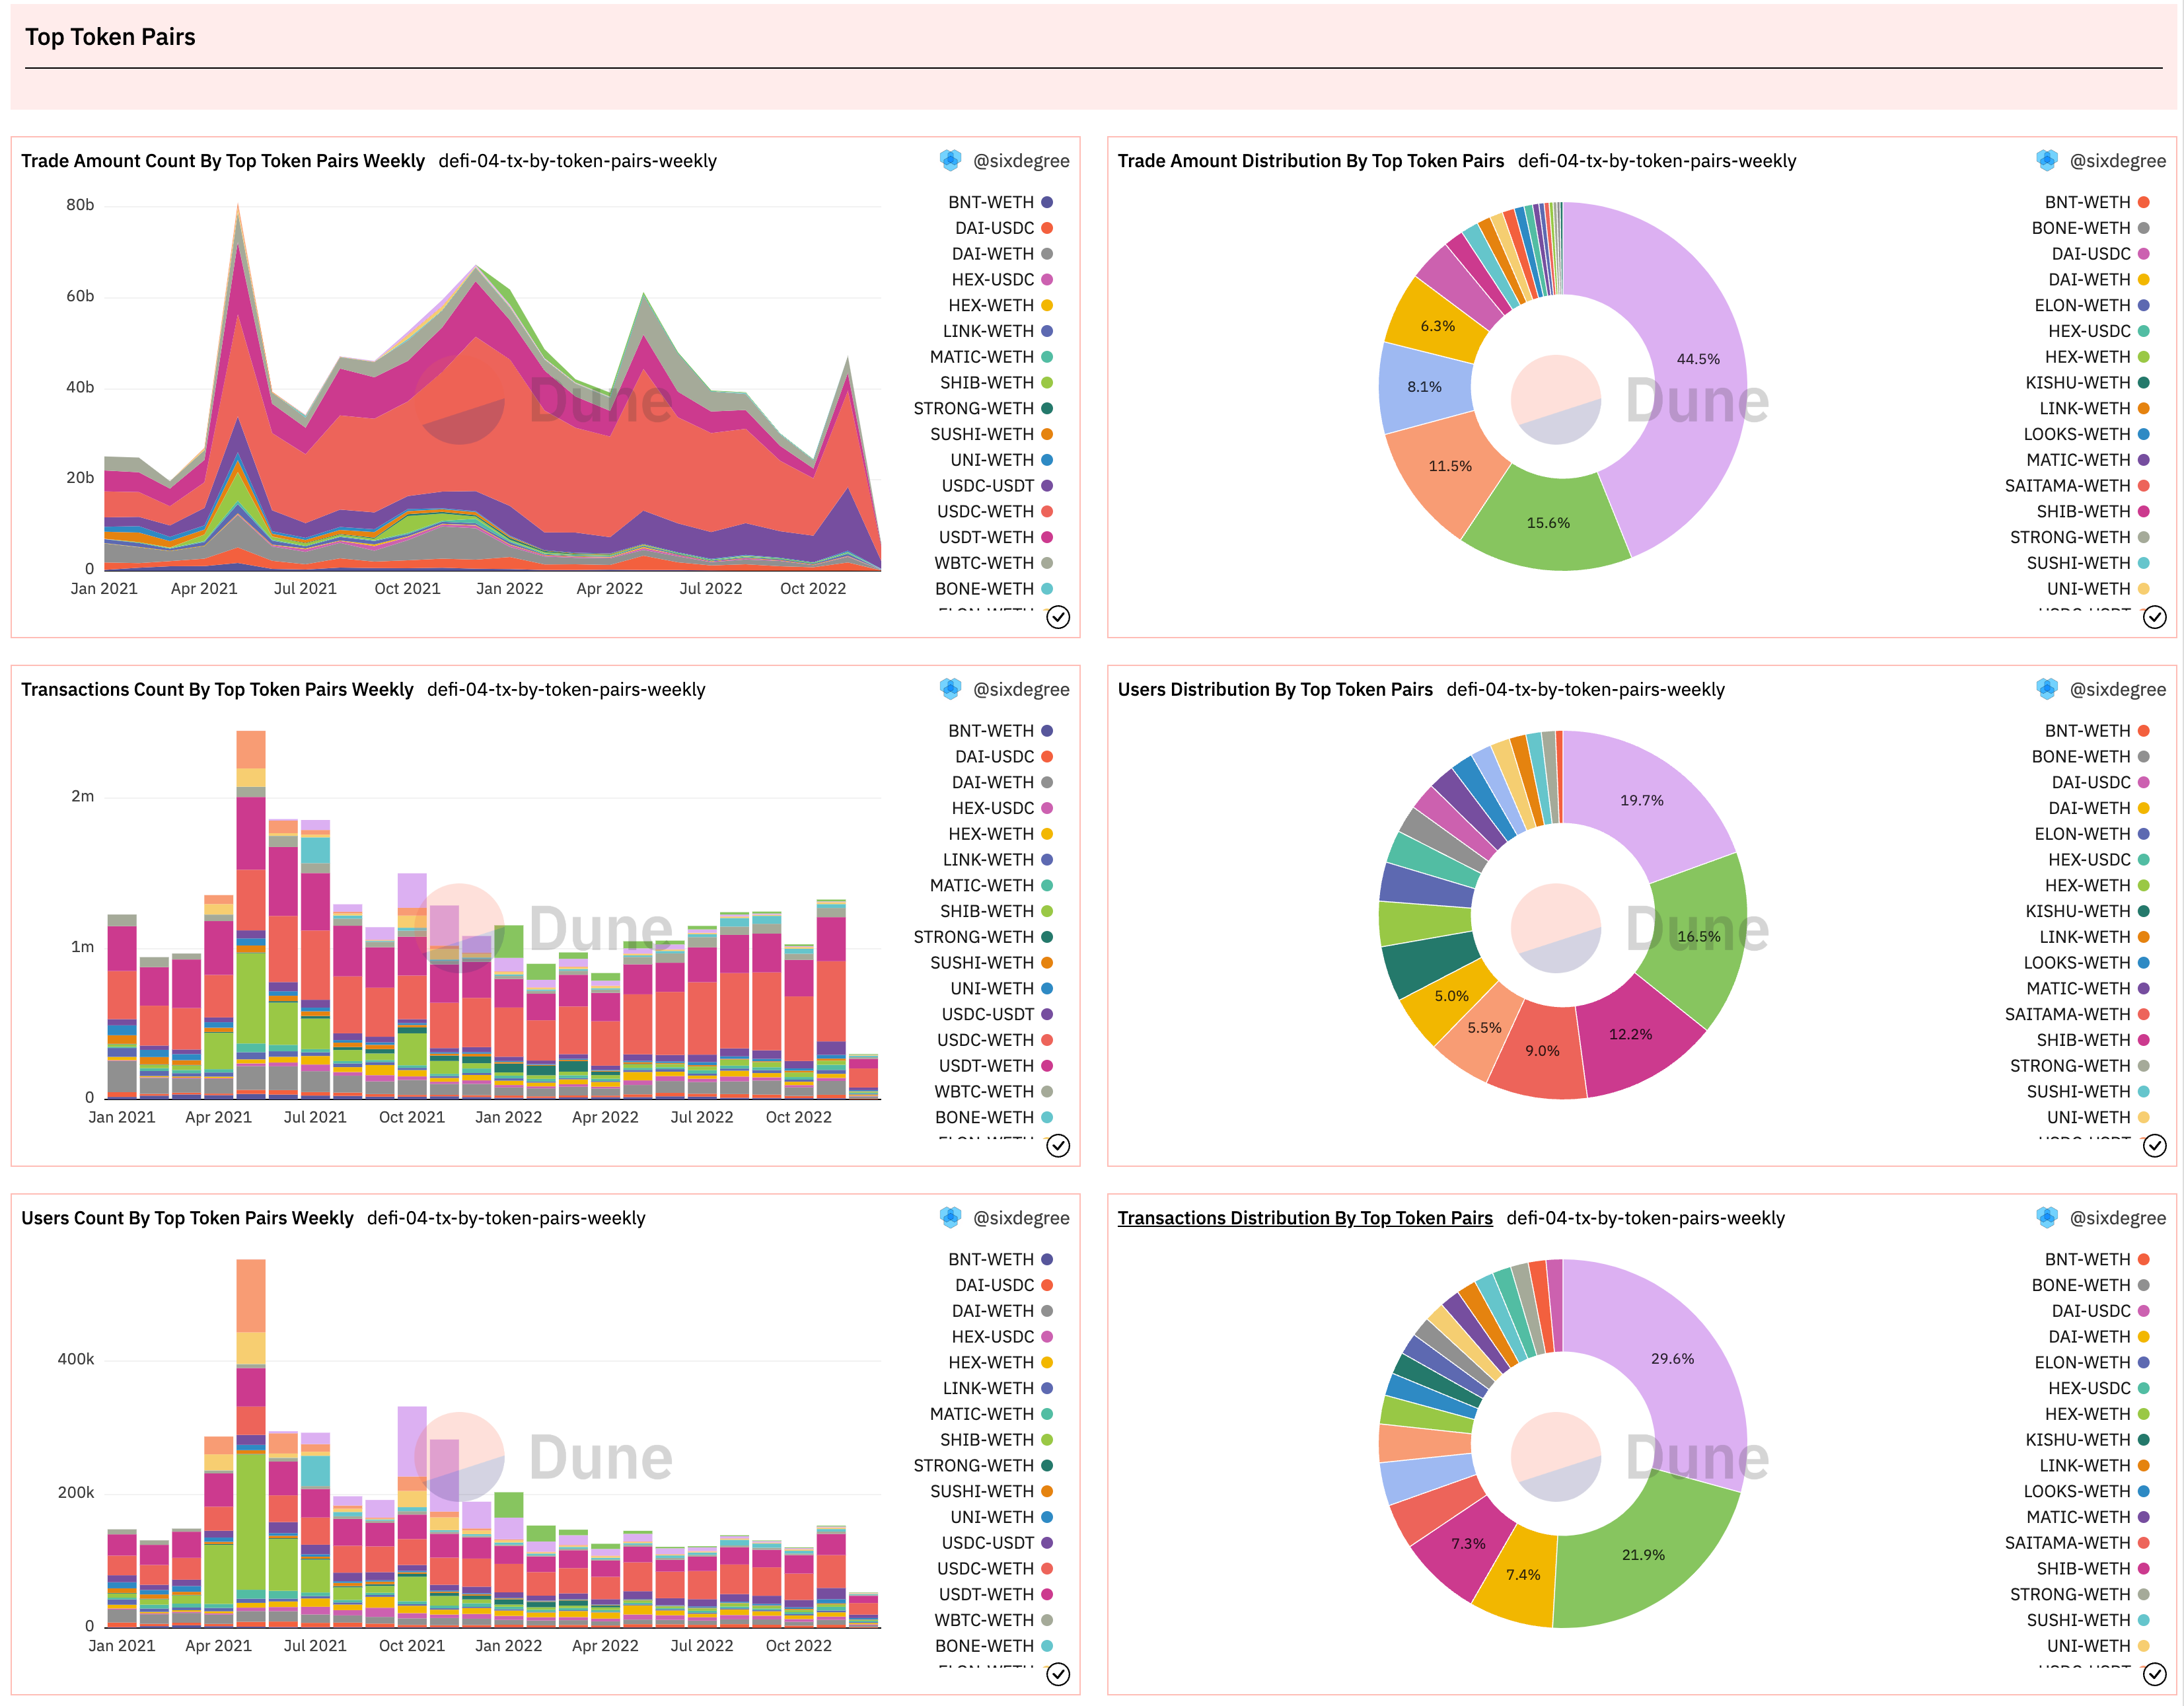 Top Token Pairs
Trade Amount Count By Top Token Pairs Weekly defi-04-tx-by-token-pairs-weekly @sixdegree
80b
60b
40b
20b
0
Jan 2021 Apr 2021 Jul 2021 Oct 2021 Jan 2022 Apr 2022 Jul 2022 Oct 2022
Dune
BNT-WETH
DAI-USDC
DAI-WETH
HEX-USDC
HEX-WETH
LINK-WETH
MATIC-WETH
SHIB-WETH
STRONG-WETH
SUSHI-WETH
UNI-WETH
USDC-USDT
USDC-WETH
USDT-WETH
WBTC-WETH
BONE-WETH
Trade Amount Distribution By Top Token Pairs defi-04-tx-by-token-pairs-weekly @sixdegree
44.5%
15.6%
11.5%
8.1%
6.3%
Dune
BNT-WETH
BONE-WETH
DAI-USDC
DAI-WETH
ELON-WETH
HEX-USDC
HEX-WETH
KISHU-WETH
LINK-WETH
LOOKS-WETH
MATIC-WETH
SAITAMA-WETH
SHIB-WETH
STRONG-WETH
SUSHI-WETH
UNI-WETH
Transactions Count By Top Token Pairs Weekly defi-04-tx-by-token-pairs-weekly @sixdegree
2m
1m
0
Jan 2021 Apr 2021 Jul 2021 Oct 2021 Jan 2022 Apr 2022 Jul 2022 Oct 2022
Dune
BNT-WETH
DAI-USDC
DAI-WETH
HEX-USDC
HEX-WETH
LINK-WETH
MATIC-WETH
SHIB-WETH
STRONG-WETH
SUSHI-WETH
UNI-WETH
USDC-USDT
USDC-WETH
USDT-WETH
WBTC-WETH
BONE-WETH
Users Distribution By Top Token Pairs defi-04-tx-by-token-pairs-weekly @sixdegree
19.7%
16.5%
12.2%
9.0%
5.5%
5.0%
Dune
BNT-WETH
BONE-WETH
DAI-USDC
DAI-WETH
ELON-WETH
HEX-USDC
HEX-WETH
KISHU-WETH
LINK-WETH
LOOKS-WETH
MATIC-WETH
SAITAMA-WETH
SHIB-WETH
STRONG-WETH
SUSHI-WETH
UNI-WETH
Users Count By Top Token Pairs Weekly defi-04-tx-by-token-pairs-weekly @sixdegree
400k
200k
0
Jan 2021 Apr 2021 Jul 2021 Oct 2021 Jan 2022 Apr 2022 Jul 2022 Oct 2022
Dune
BNT-WETH
DAI-USDC
DAI-WETH
HEX-USDC
HEX-WETH
LINK-WETH
MATIC-WETH
SHIB-WETH
STRONG-WETH
SUSHI-WETH
UNI-WETH
USDC-USDT
USDC-WETH
USDT-WETH
WBTC-WETH
BONE-WETH
Transactions Distribution By Top Token Pairs defi-04-tx-by-token-pairs-weekly @sixdegree
29.6%
21.9%
7.4%
7.3%
Dune
BNT-WETH
BONE-WETH
DAI-USDC
DAI-WETH
ELON-WETH
HEX-USDC
HEX-WETH
KISHU-WETH
LINK-WETH
LOOKS-WETH
MATIC-WETH
SAITAMA-WETH
SHIB-WETH
STRONG-WETH
SUSHI-WETH
UNI-WETH